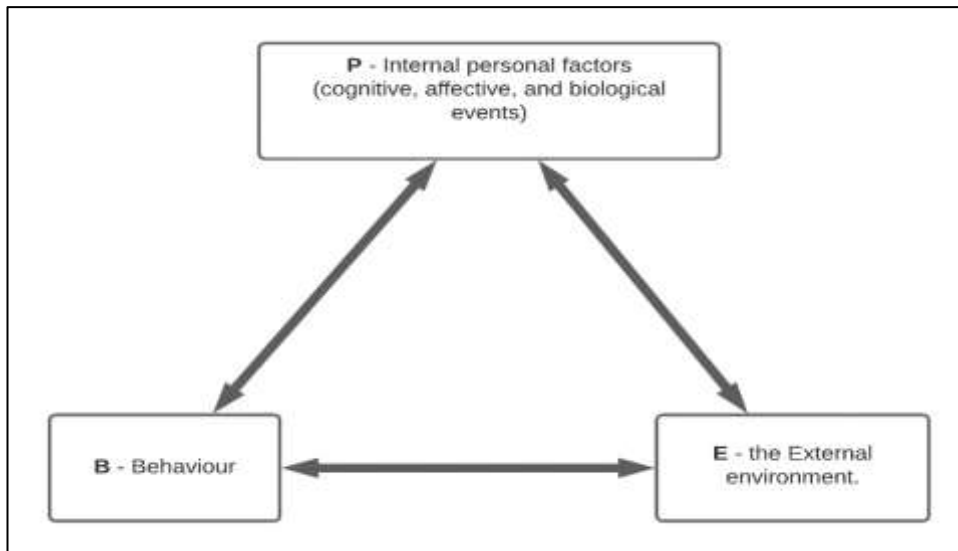 P - Internal personal factors
(cognitive, affective, and biological
events)
B - Behaviour
E - the External
environment.